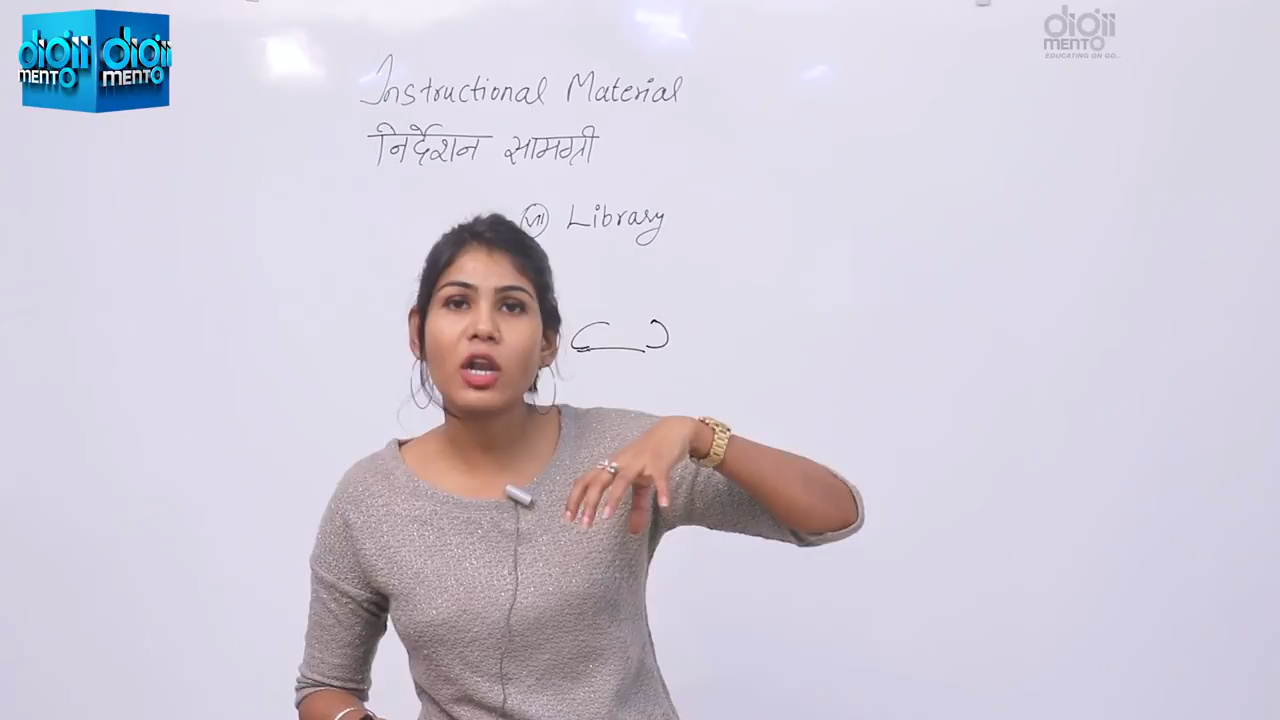 digii
MENTO
digii
MENTO
digii
MENTO
EDUCATING ON GO...
Instructional Material
निर्देशन सामग्री
VII Library